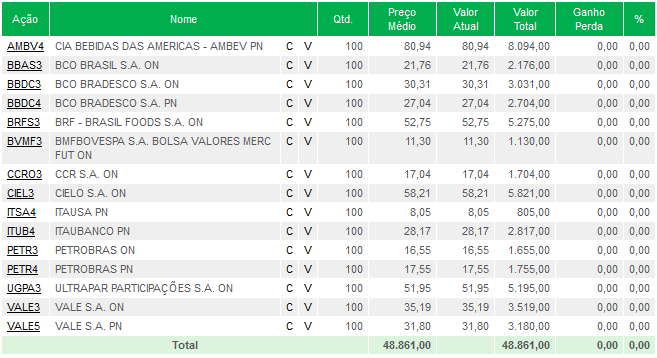 Ação Nome Qtd. Preço Médio Valor Atual Valor Total Ganho Perda %
AMBV4 CIA BEBIDAS DAS AMERICAS - AMBEV PN C V 100 80,94 80,94 8.094,00 0,00 0,00
BBAS3 BCO BRASIL S.A. ON C V 100 21,76 21,76 2.176,00 0,00 0,00
BBDC3 BCO BRADESCO S.A. ON C V 100 30,31 30,31 3.031,00 0,00 0,00
BBDC4 BCO BRADESCO S.A. PN C V 100 27,04 27,04 2.704,00 0,00 0,00
BRFS3 BRF - BRASIL FOODS S.A. ON C V 100 52,75 52,75 5.275,00 0,00 0,00
BVMF3 BMFBOVESPA S.A. BOLSA VALORES MERC C V 100 11,30 11,30 1.130,00 0,00 0,00
FUT ON
CCRO3 CCR S.A. ON C V 100 17,04 17,04 1.704,00 0,00 0,00
CIEL3 CIELO S.A. ON C V 100 58,21 58,21 5.821,00 0,00 0,00
ITSA4 ITAUSA PN C V 100 8,05 8,05 805,00 0,00 0,00
ITUB4 ITAUBANCO PN C V 100 28,17 28,17 2.817,00 0,00 0,00
PETR3 PETROBRAS ON C V 100 16,55 16,55 1.655,00 0,00 0,00
PETR4 PETROBRAS PN C V 100 17,55 17,55 1.755,00 0,00 0,00
UGPA3 ULTRAPAR PARTICIPAÇÕES S.A. ON C V 100 51,95 51,95 5.195,00 0,00 0,00
VALE3 VALE S.A. ON C V 100 35,19 35,19 3.519,00 0,00 0,00
VALE5 VALE S.A. PN C V 100 31,80 31,80 3.180,00 0,00 0,00
Total 48.861,00 48.861,00 0,00 0,00